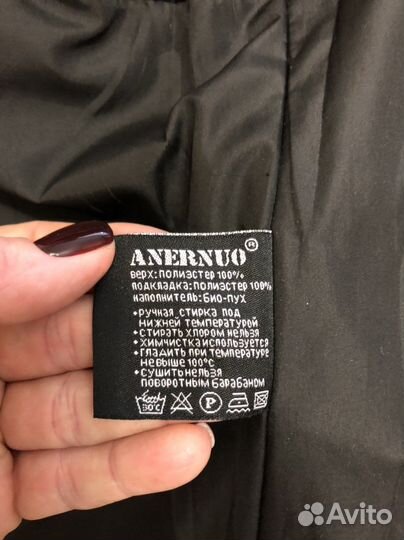 ANERNUO®
верх: полиэстер 100%
подкладка: полиэстер 100%
наполнитель: био-пух
•ручная стирка под
нижней температурой
•стирать хлором нельзя
•химчистка используется
•гладить при температуре
не выше 100°C
•сушить нельзя
поворотным барабаном
30°C P
Avito